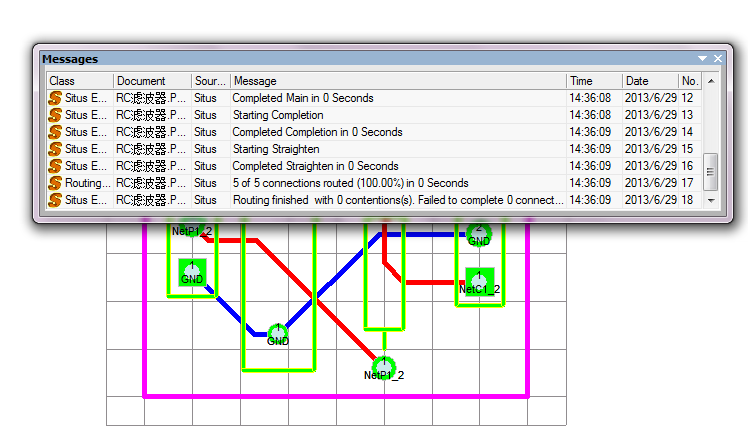 Messages
Class Document Sour... Message Time Date No.
Situs E... RC滤波器.P... Situs Completed Main in 0 Seconds 14:36:08 2013/6/29 12
Situs E... RC滤波器.P... Situs Starting Completion 14:36:08 2013/6/29 13
Situs E... RC滤波器.P... Situs Completed Completion in 0 Seconds 14:36:09 2013/6/29 14
Situs E... RC滤波器.P... Situs Starting Straighten 14:36:09 2013/6/29 15
Situs E... RC滤波器.P... Situs Completed Straighten in 0 Seconds 14:36:09 2013/6/29 16
Routing... RC滤波器.P... Situs 5 of 5 connections routed (100.00%) in 0 Seconds 14:36:09 2013/6/29 17
Situs E... RC滤波器.P... Situs Routing finished with 0 contentions(s). Failed to complete 0 connect... 14:36:09 2013/6/29 18
NetP1_2
2
GND
1
GND
1
NetC1_2
1
GND
1
NetP1_2